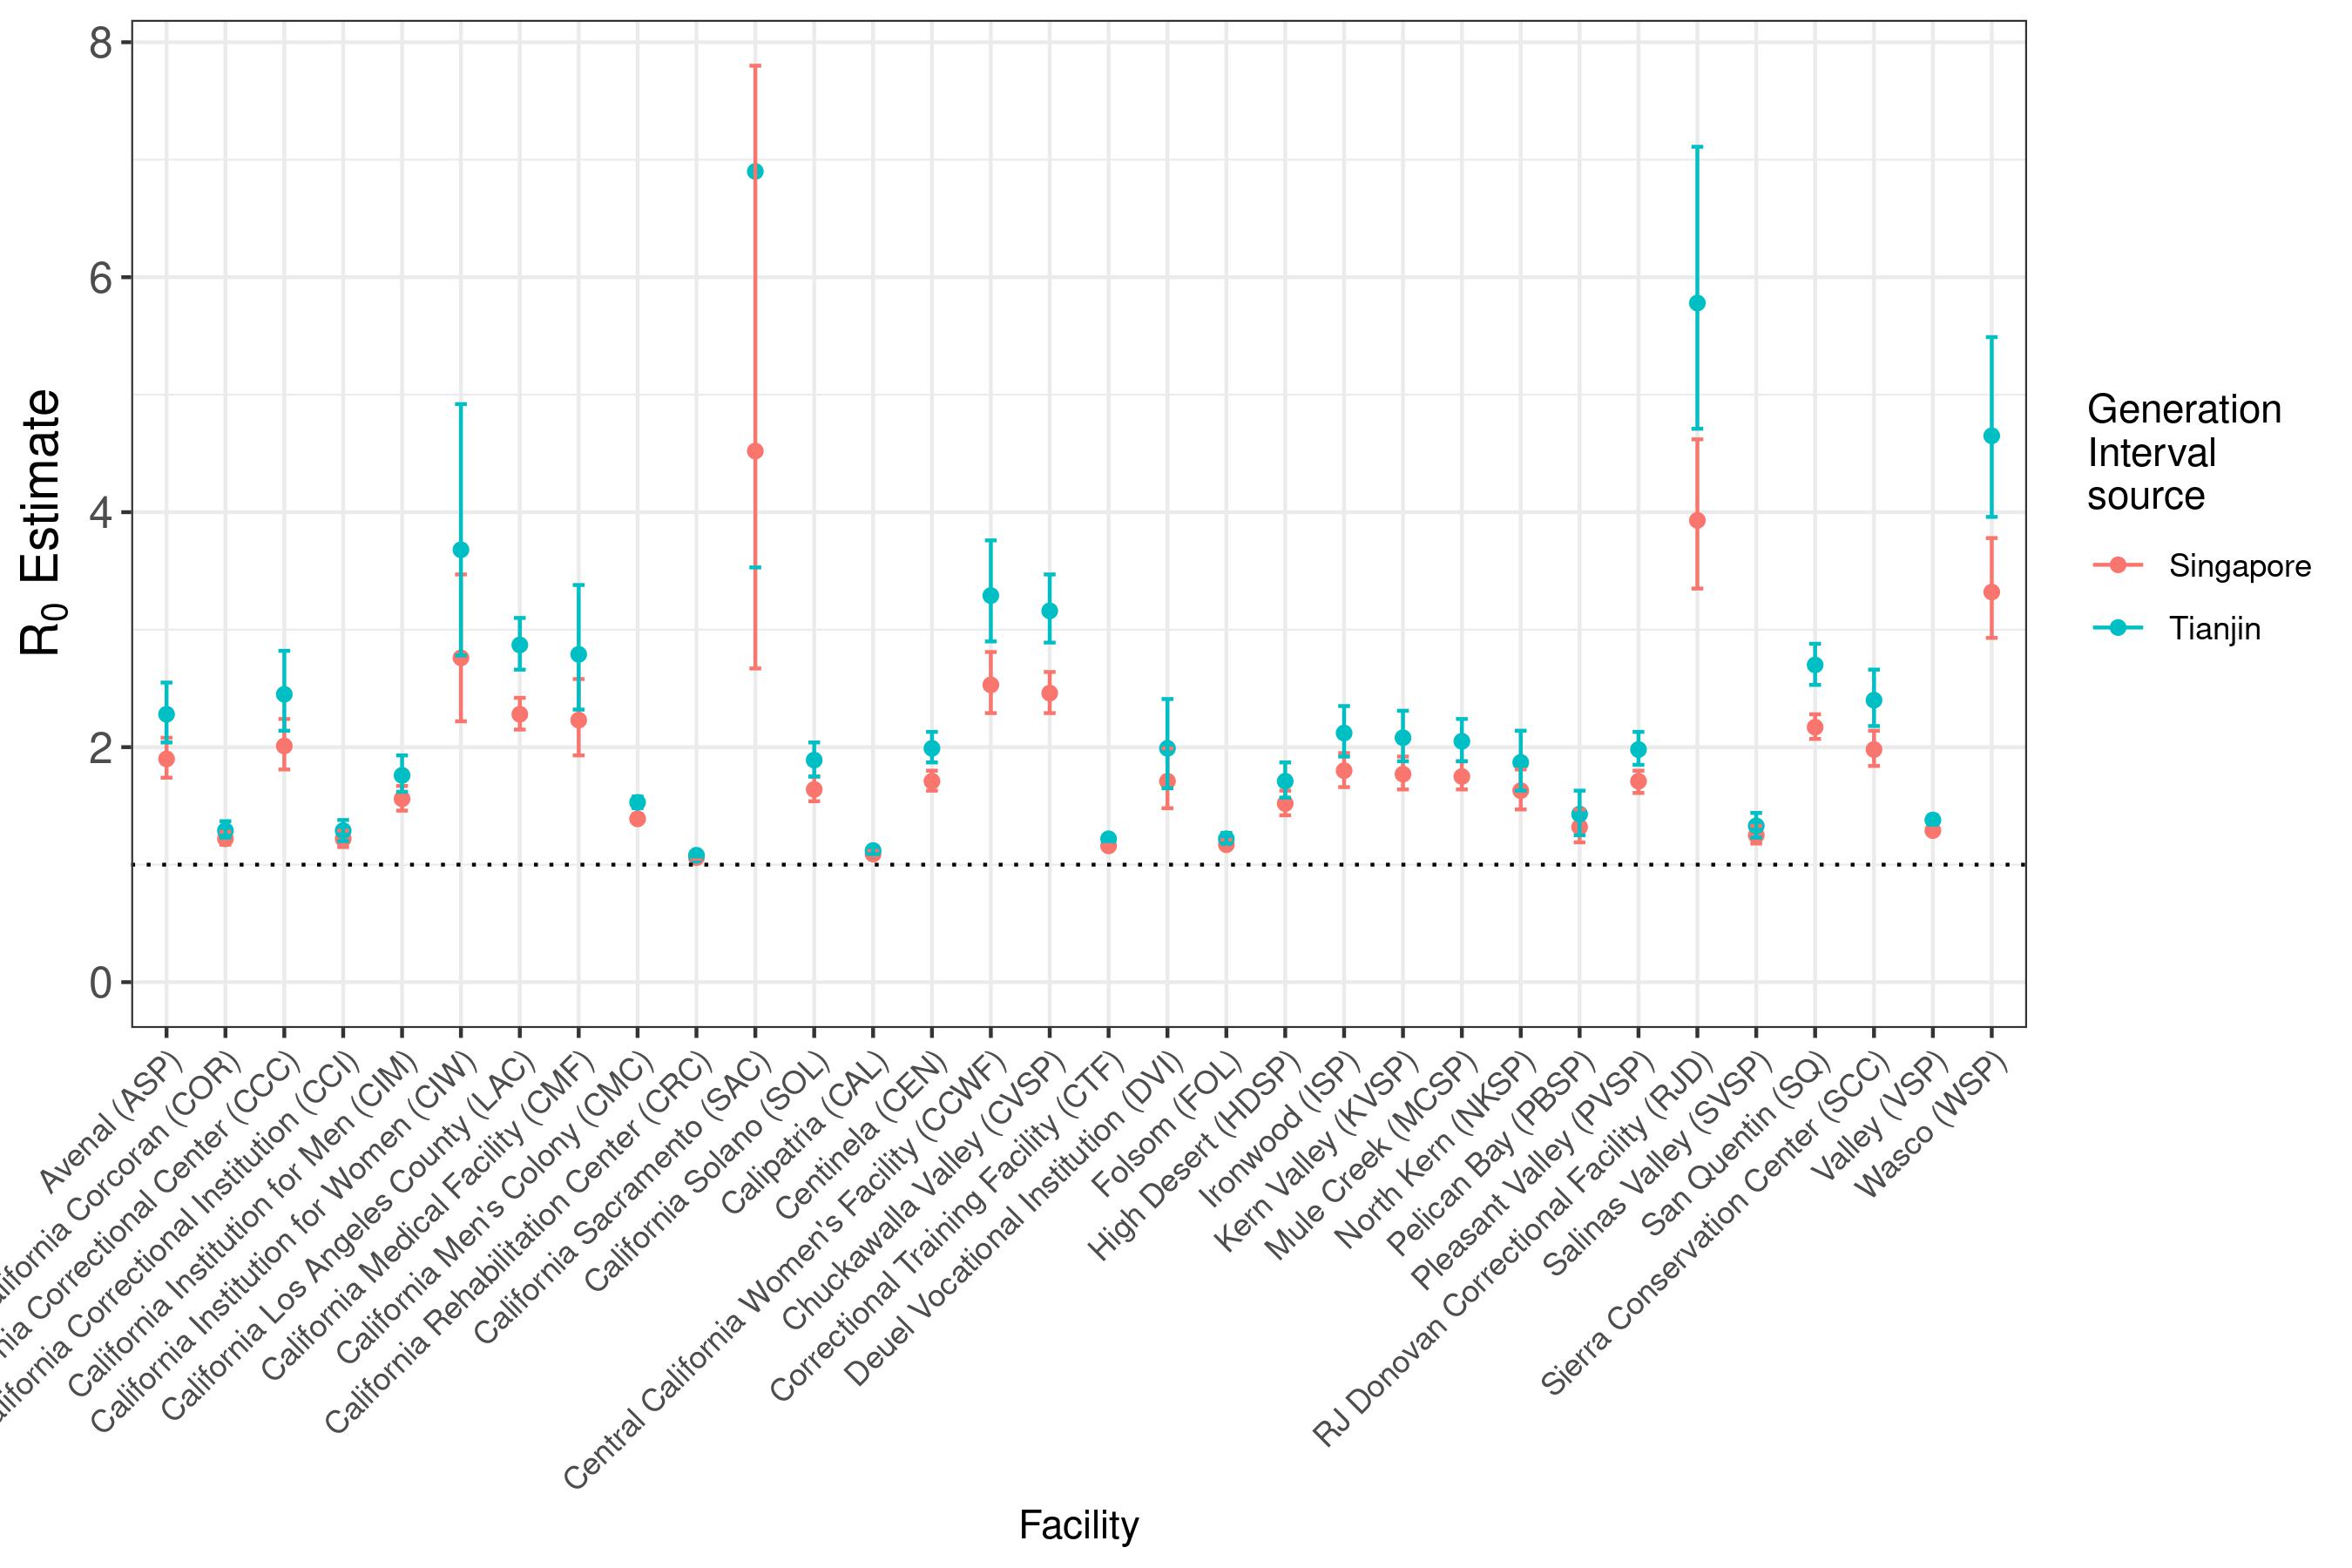 8
6
4
2
0
R0 Estimate
Avenal (ASP)
Corcoran (COR)
Correctional Center (CCC)
Correctional Institution (CCI)
California Institution for Men (CIM)
California Institution for Women (CIW)
California Los Angeles County (LAC)
California Medical Facility (CMF)
California Men's Colony (CMC)
California Rehabilitation Center (CRC)
California Sacramento (SAC)
California Solano (SOL)
Calipatria (CAL)
Centinela (CEN)
Central California Women's Facility (CCWF)
Chuckawalla Valley (CVSP)
Correctional Training Facility (CTF)
Deuel Vocational Institution (DVI)
Folsom (FOL)
High Desert (HDSP)
Ironwood (ISP)
Kern Valley (KVSP)
Mule Creek (MCSP)
North Kern (NKSP)
Pelican Bay (PBSP)
Pleasant Valley (PVSP)
RJ Donovan Correctional Facility (RJD)
Salinas Valley (SVSP)
San Quentin (SQ)
Sierra Conservation Center (SCC)
Valley (VSP)
Wasco (WSP)
Facility
Generation
Interval
source
Singapore
Tianjin